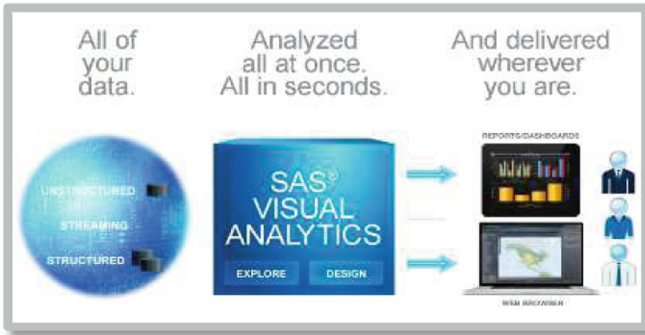 All of
your
data.
Analyzed
all at once.
All in seconds.
And delivered
wherever
you are.
UNSTRUCTURED
STREAMING
STRUCTURED
SAS®
VISUAL
ANALYTICS
EXPLORE
DESIGN
REPORTS/DASHBOARDS
WEB BROWSER